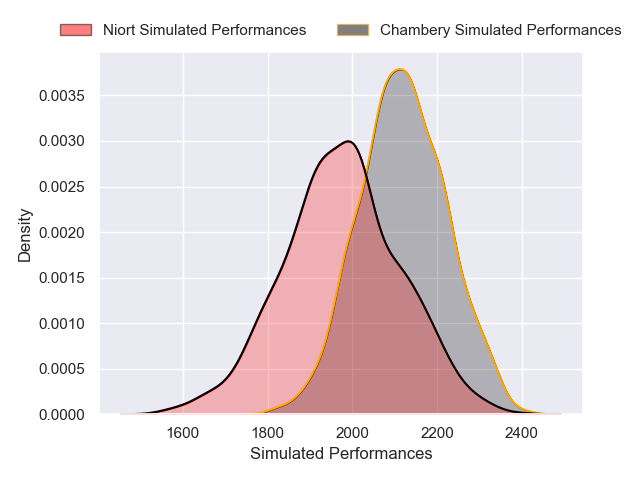 Niort Simulated Performances
Chambery Simulated Performances
0.0035
0.0030
0.0025
0.0020
0.0015
0.0010
0.0005
0.0000
Density
1600 1800 2000 2200 2400
Simulated Performances